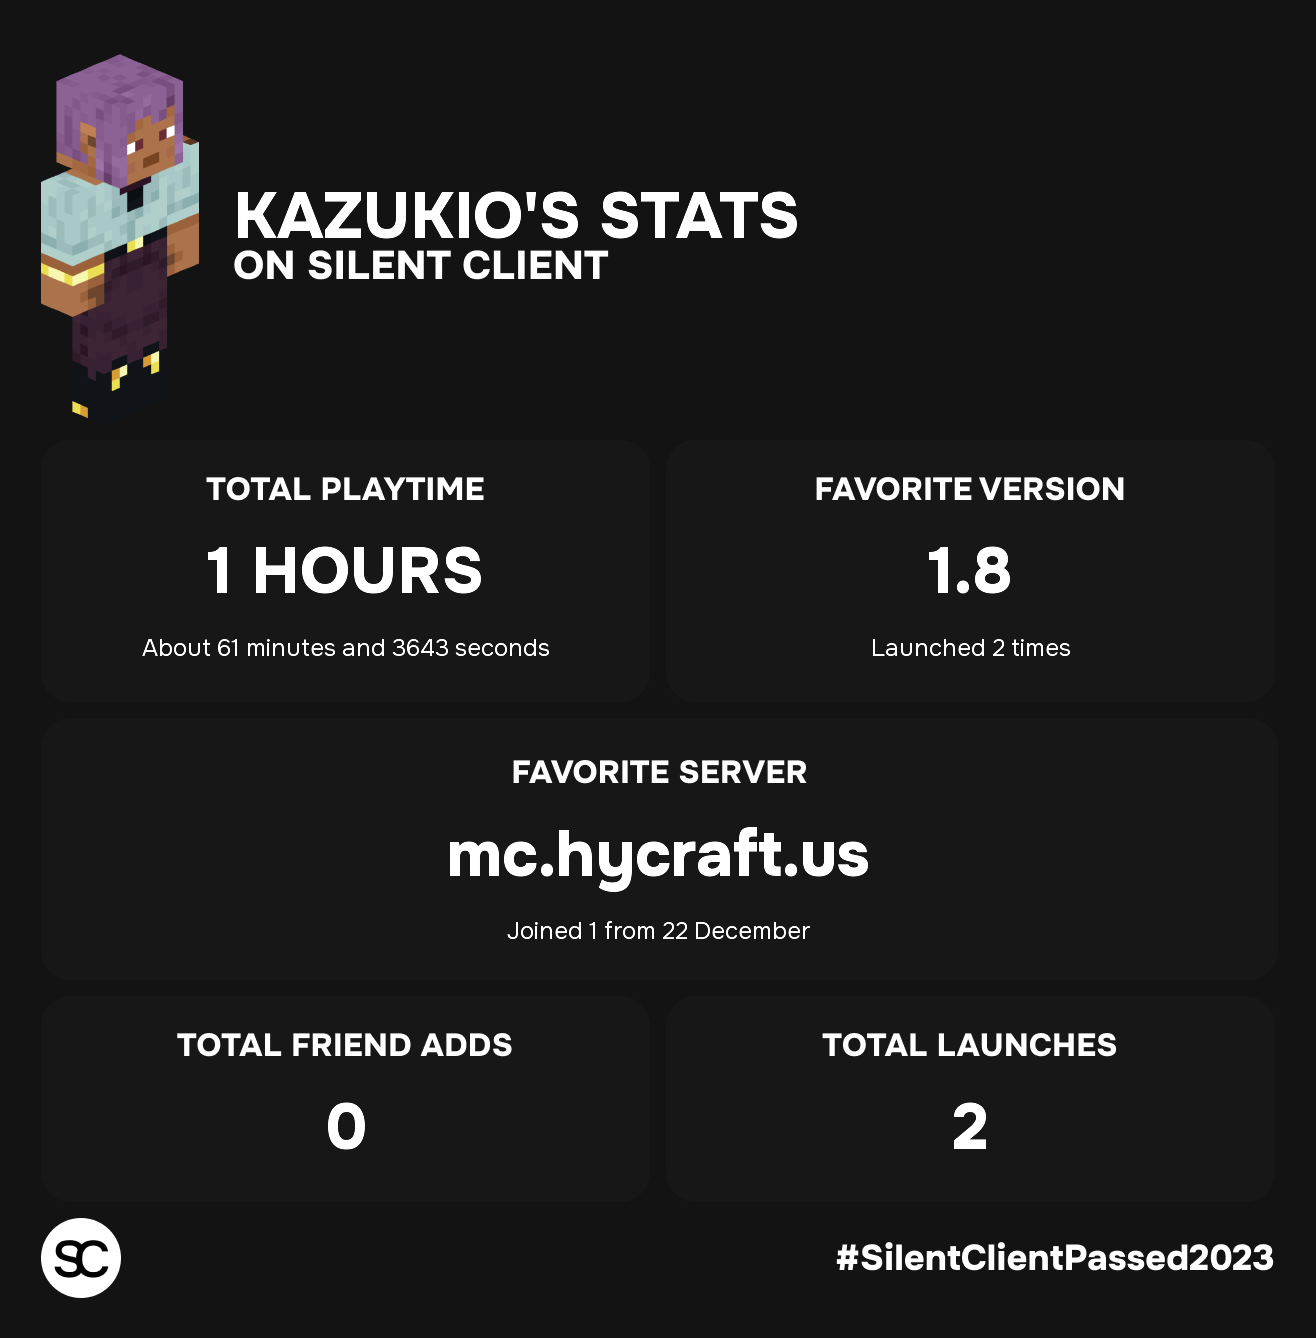 KAZUKIO'S STATS
ON SILENT CLIENT
TOTAL PLAYTIME
1 HOURS
About 61 minutes and 3643 seconds
FAVORITE VERSION
1.8
Launched 2 times
FAVORITE SERVER
mc.hycraft.us
Joined 1 from 22 December
TOTAL FRIEND ADDS
0
TOTAL LAUNCHES
2
SC
#SilentClientPassed2023